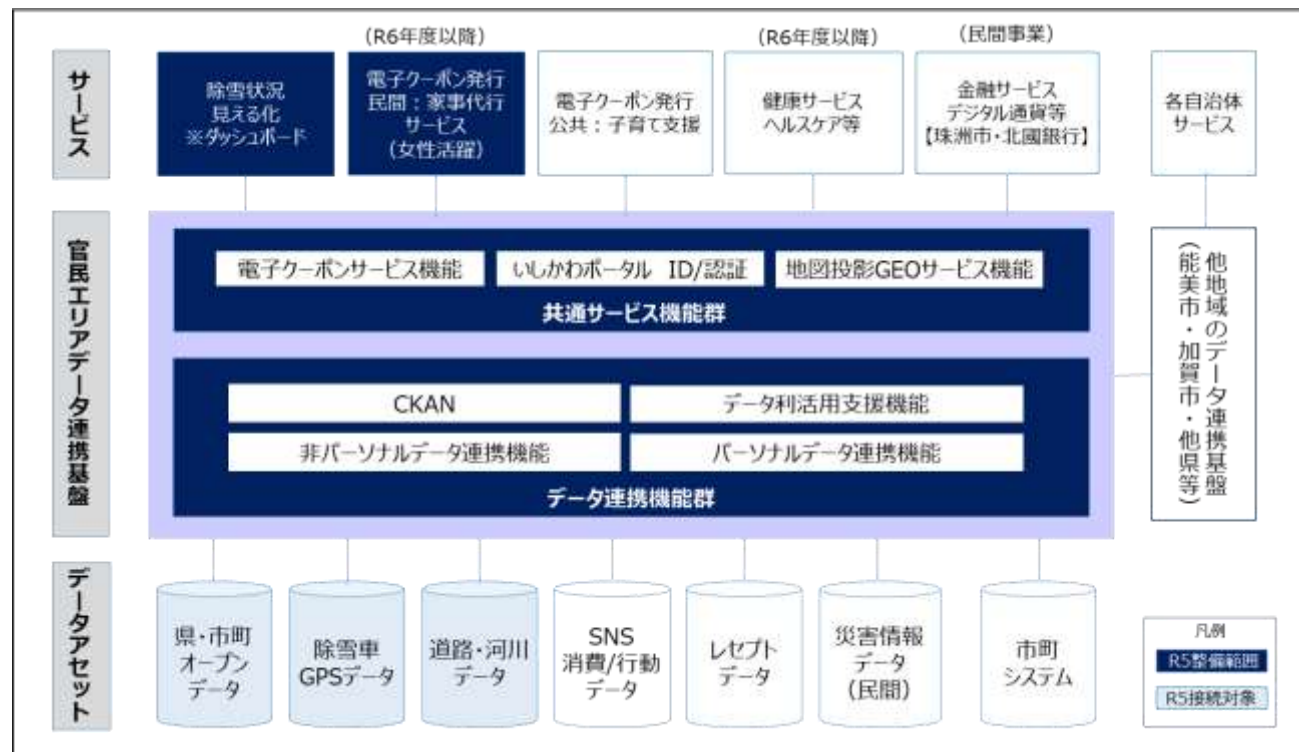 サービス
除雪状況
見える化
※ダッシュボード
(R6年度以降)
電子クーポン発行
民間：家事代行
サービス
(女性活躍)
電子クーポン発行
公共：子育て支援
(R6年度以降)
健康サービス
ヘルスケア等
(民間事業)
金融サービス
デジタル通貨等
【珠洲市・北國銀行】
各自治体
サービス
官民エリアデータ連携基盤
電子クーポンサービス機能
いしかわポータル ID/認証
地図投影GEOサービス機能
共通サービス機能群
CKAN
データ利活用支援機能
非パーソナルデータ連携機能
パーソナルデータ連携機能
データ連携機能群
他地域のデータ連携基盤
(能美市・加賀市・他県等)
データアセット
県・市町
オープン
データ
除雪車
GPSデータ
道路・河川
データ
SNS
消費/行動
データ
レセプト
データ
災害情報
データ
(民間)
市町
システム
凡例
R5整備範囲
R5接続対象